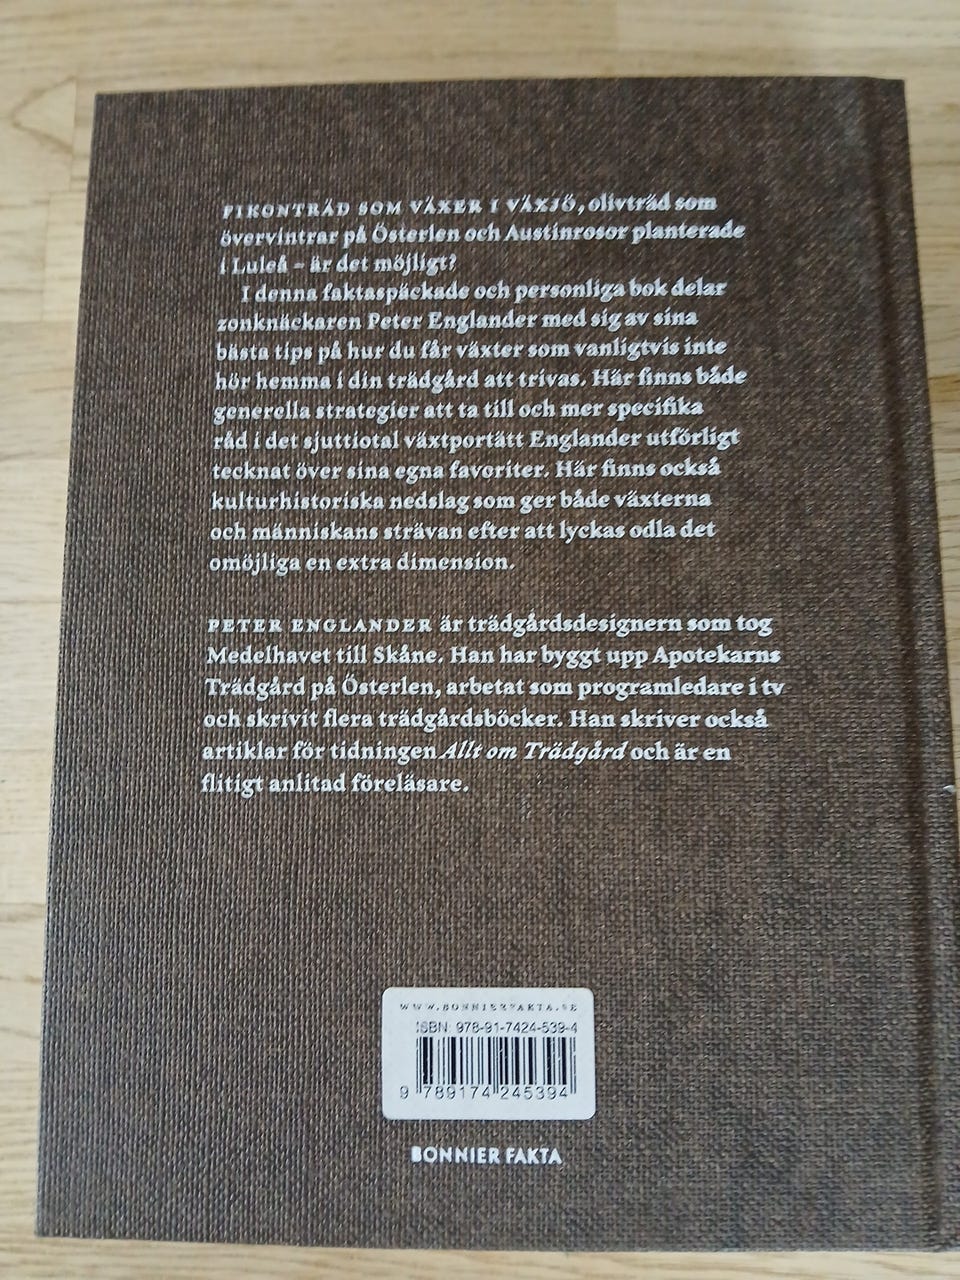 FIKONTRÄD SOM VÄXER I VÄXJÖ, olivträd som
övervintrar på Österlen och Austinrosor planterade
i Luleå – är det möjligt?
I denna faktaspäckade och personliga bok delar
zonknäckaren Peter Englander med sig av sina
bästa tips på hur du får växter som vanligtvis inte
hör hemma i din trädgård att trivas. Här finns både
generella strategier att ta till och mer specifika
råd i det sjuttiotal växtportätt Englander utförligt
tecknat över sina egna favoriter. Här finns också
kulturhistoriska nedslag som ger både växterna
och människans strävan efter att lyckas odla det
omöjliga en extra dimension.
PETER ENGLANDER är trädgårdsdesignern som tog
Medelhavet till Skåne. Han har byggt upp Apotekarns
Trädgård på Österlen, arbetat som programledare i tv
och skrivit flera trädgårdsböcker. Han skriver också
artiklar för tidningen Allt om Trädgård och är en
flitigt anlitad föreläsare.
WWW.BONNIERFAKTA.SE
ISBN 978-91-7424-539-4
9 789174 245394
BONNIER FAKTA